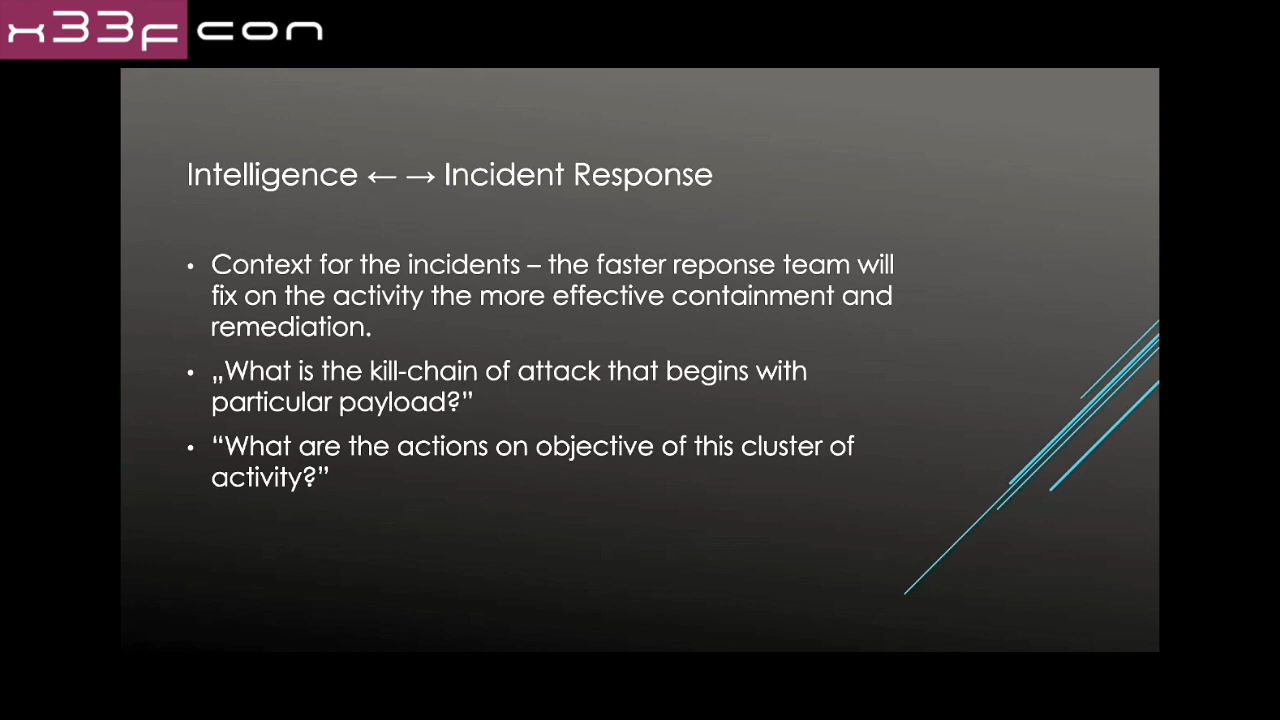 x33fcon
Intelligence ← → Incident Response
• Context for the incidents – the faster reponse team will
fix on the activity the more effective containment and
remediation.
• „What is the kill-chain of attack that begins with
particular payload?”
• “What are the actions on objective of this cluster of
activity?”